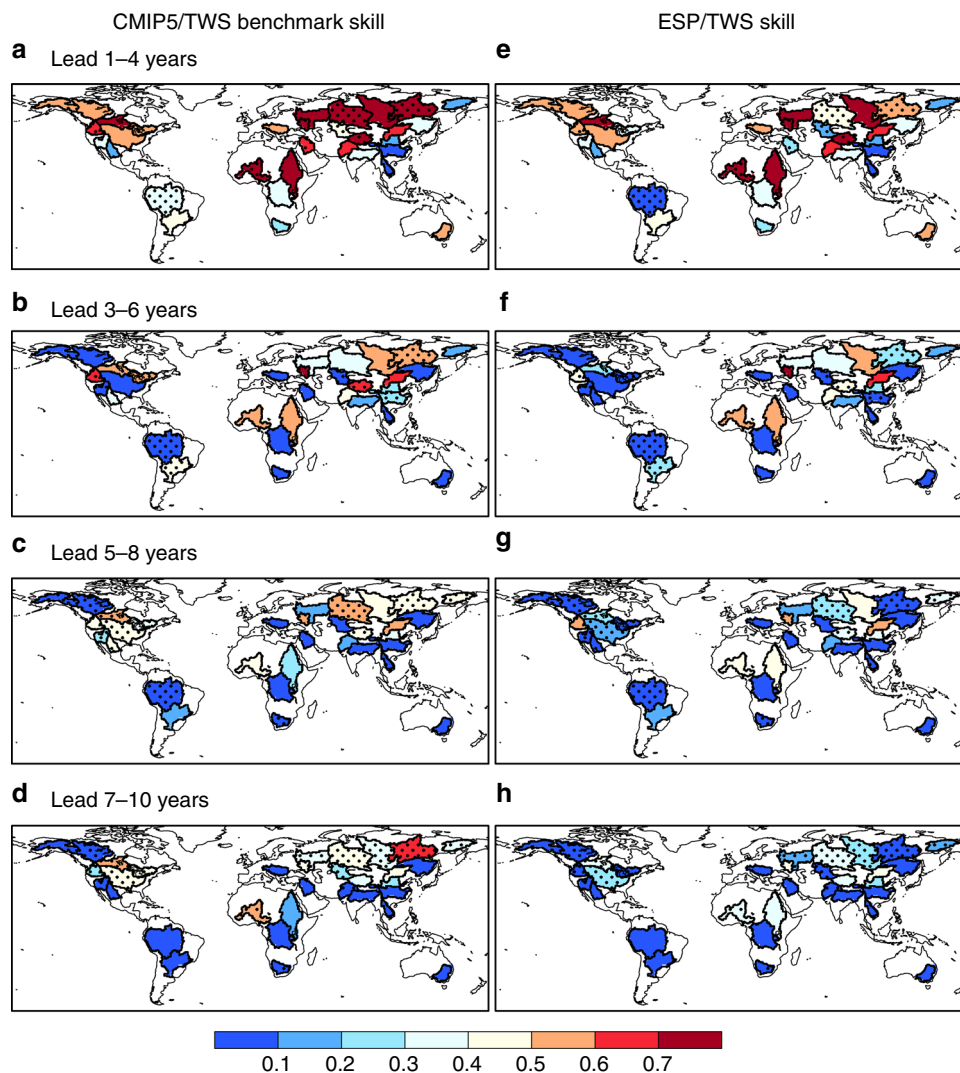 CMIP5/TWS benchmark skill
ESP/TWS skill
a Lead 1–4 years
e
b Lead 3–6 years
f
c Lead 5–8 years
g
d Lead 7–10 years
h
0.1 0.2 0.3 0.4 0.5 0.6 0.7